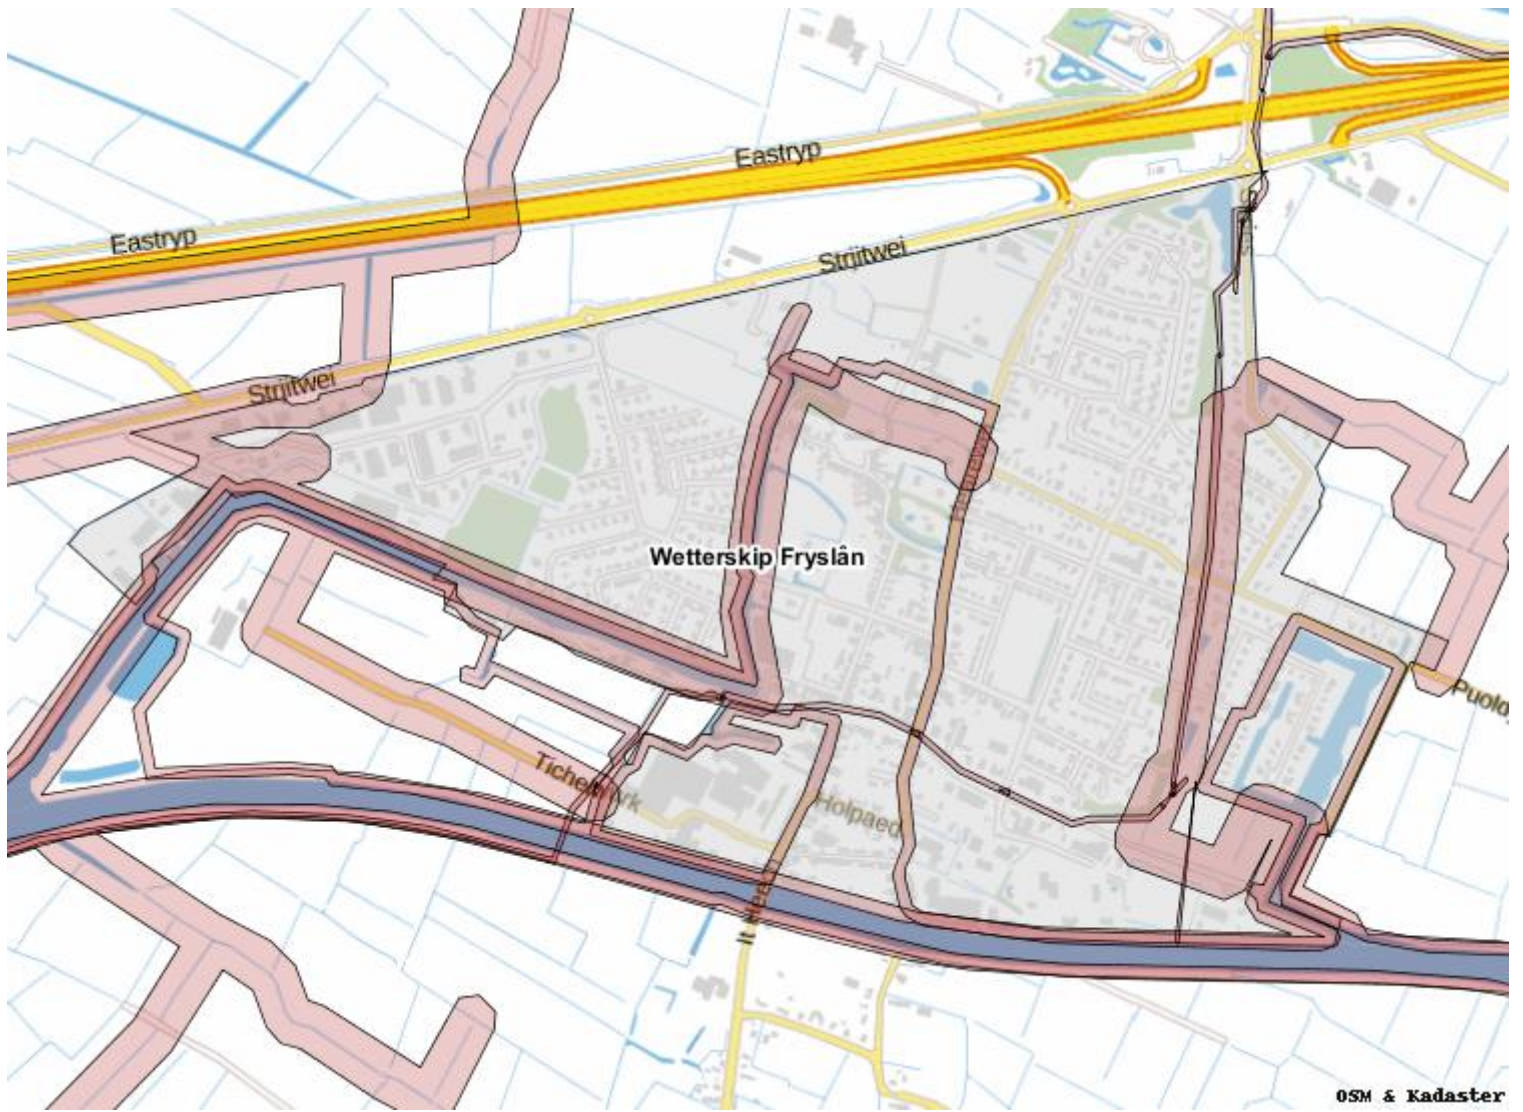 Eastryp
Eastryp
Strjitwei
Strjitwei
Wetterskip Fryslân
Holpaed
OSM & Kadaster